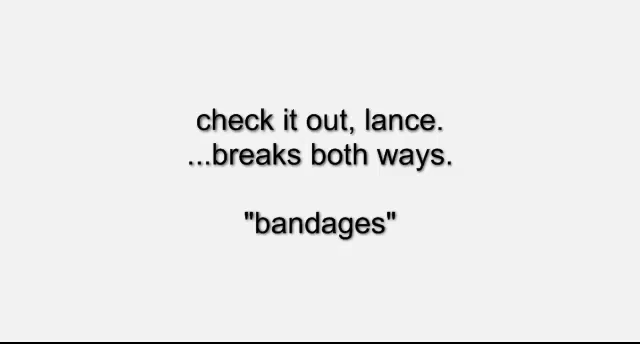 check it out, lance.
...breaks both ways.
"bandages"